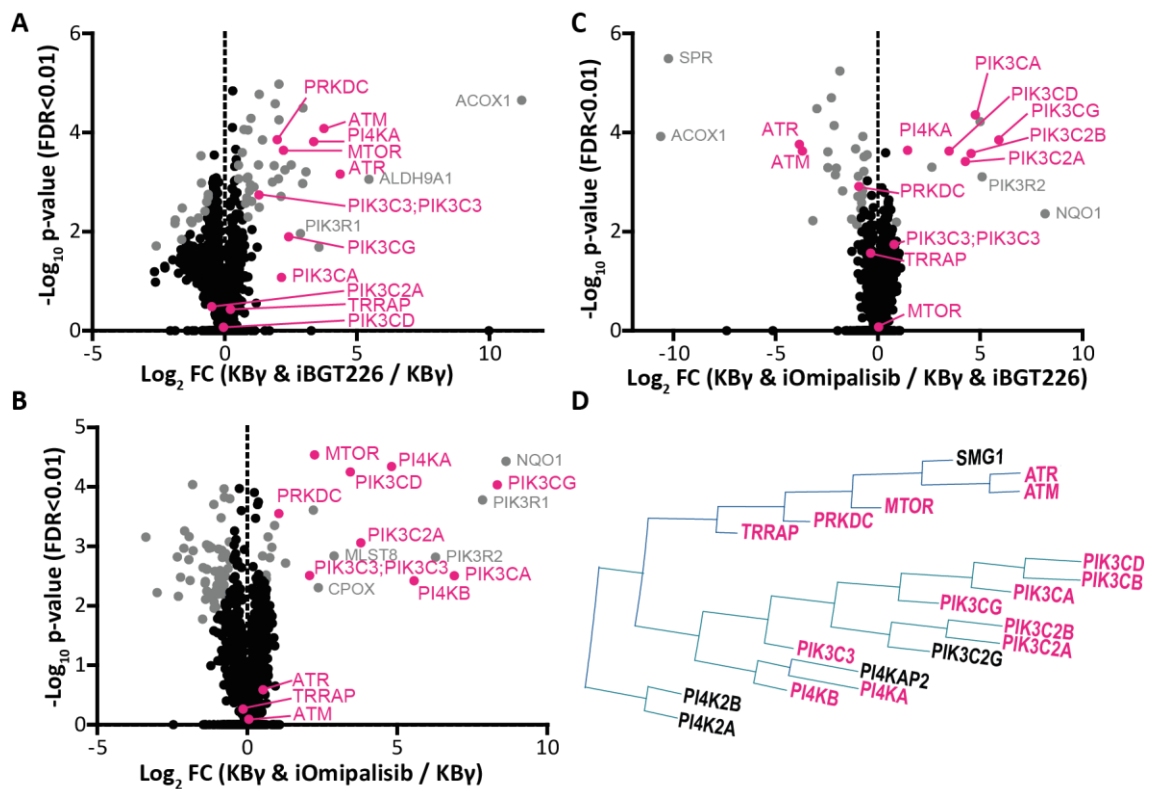 A
6
4
2
0
-5
0
5
10
-Log10 p-value (FDR<0.01)
Log2 FC (KBγ & iBGT226 / KBγ)
PRKDC
ACOX1
ATM
PI4KA
MTOR
ATR
ALDH9A1
PIK3C3;PIK3C3
PIK3R1
PIK3CG
PIK3CA
PIK3C2A
TRRAP
PIK3CD
B
5
4
3
2
1
0
-5
0
5
10
-Log10 p-value (FDR<0.01)
Log2 FC (KBγ & iOmipalisib / KBγ)
MTOR
PI4KA
NQO1
PIK3CD
PIK3CG
PRKDC
PIK3R1
PIK3C2A
MLST8
PIK3R2
PIK3C3;PIK3C3
PIK3CA
CPOX
PI4KB
ATR
TRRAP
ATM
C
6
4
2
0
-10
-5
0
5
10
-Log10 p-value (FDR<0.01)
Log2 FC (KBγ & iOmipalisib / KBγ & iBGT226)
SPR
PIK3CA
PIK3CD
PIK3CG
ACOX1
ATR
PI4KA
PIK3C2B
ATM
PIK3C2A
PRKDC
PIK3R2
NQO1
PIK3C3;PIK3C3
TRRAP
MTOR
D
SMG1
ATR
ATM
MTOR
PRKDC
TRRAP
PIK3CD
PIK3CB
PIK3CA
PIK3CG
PIK3C2B
PIK3C2A
PIK3C2G
PIK3C3
PI4KAP2
PI4KA
PI4KB
PI4K2B
PI4K2A